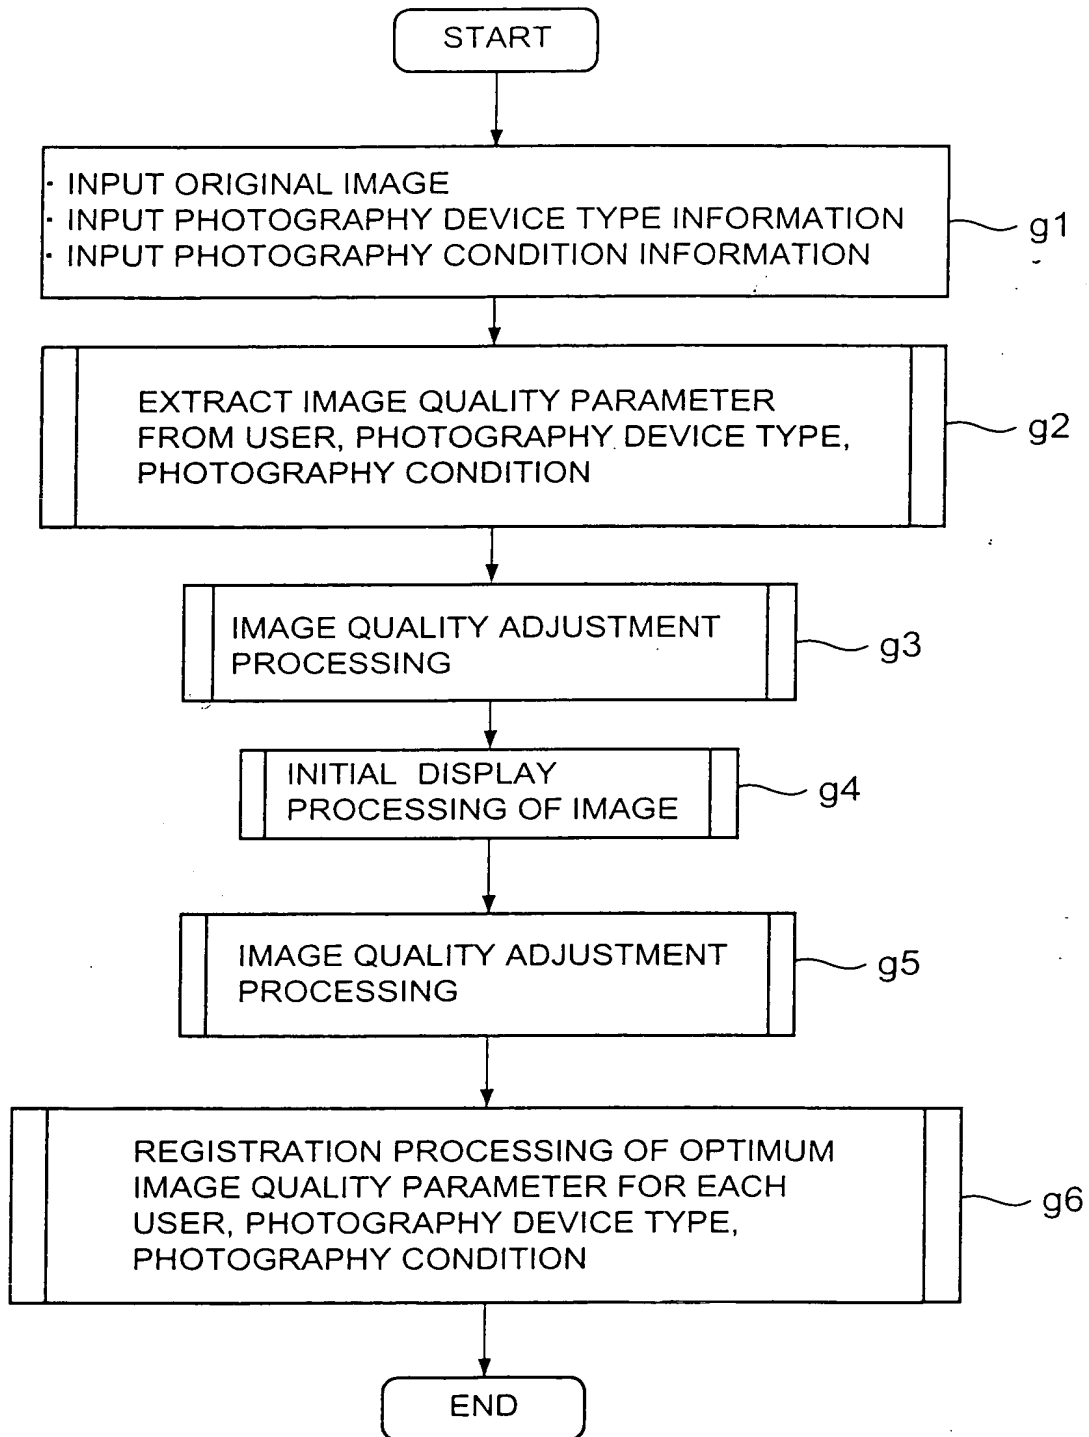 START
· INPUT ORIGINAL IMAGE
· INPUT PHOTOGRAPHY DEVICE TYPE INFORMATION
· INPUT PHOTOGRAPHY CONDITION INFORMATION
g1
EXTRACT IMAGE QUALITY PARAMETER
FROM USER, PHOTOGRAPHY DEVICE TYPE,
PHOTOGRAPHY CONDITION
g2
IMAGE QUALITY ADJUSTMENT
PROCESSING
g3
INITIAL DISPLAY
PROCESSING OF IMAGE
g4
IMAGE QUALITY ADJUSTMENT
PROCESSING
g5
REGISTRATION PROCESSING OF OPTIMUM
IMAGE QUALITY PARAMETER FOR EACH
USER, PHOTOGRAPHY DEVICE TYPE,
PHOTOGRAPHY CONDITION
g6
END